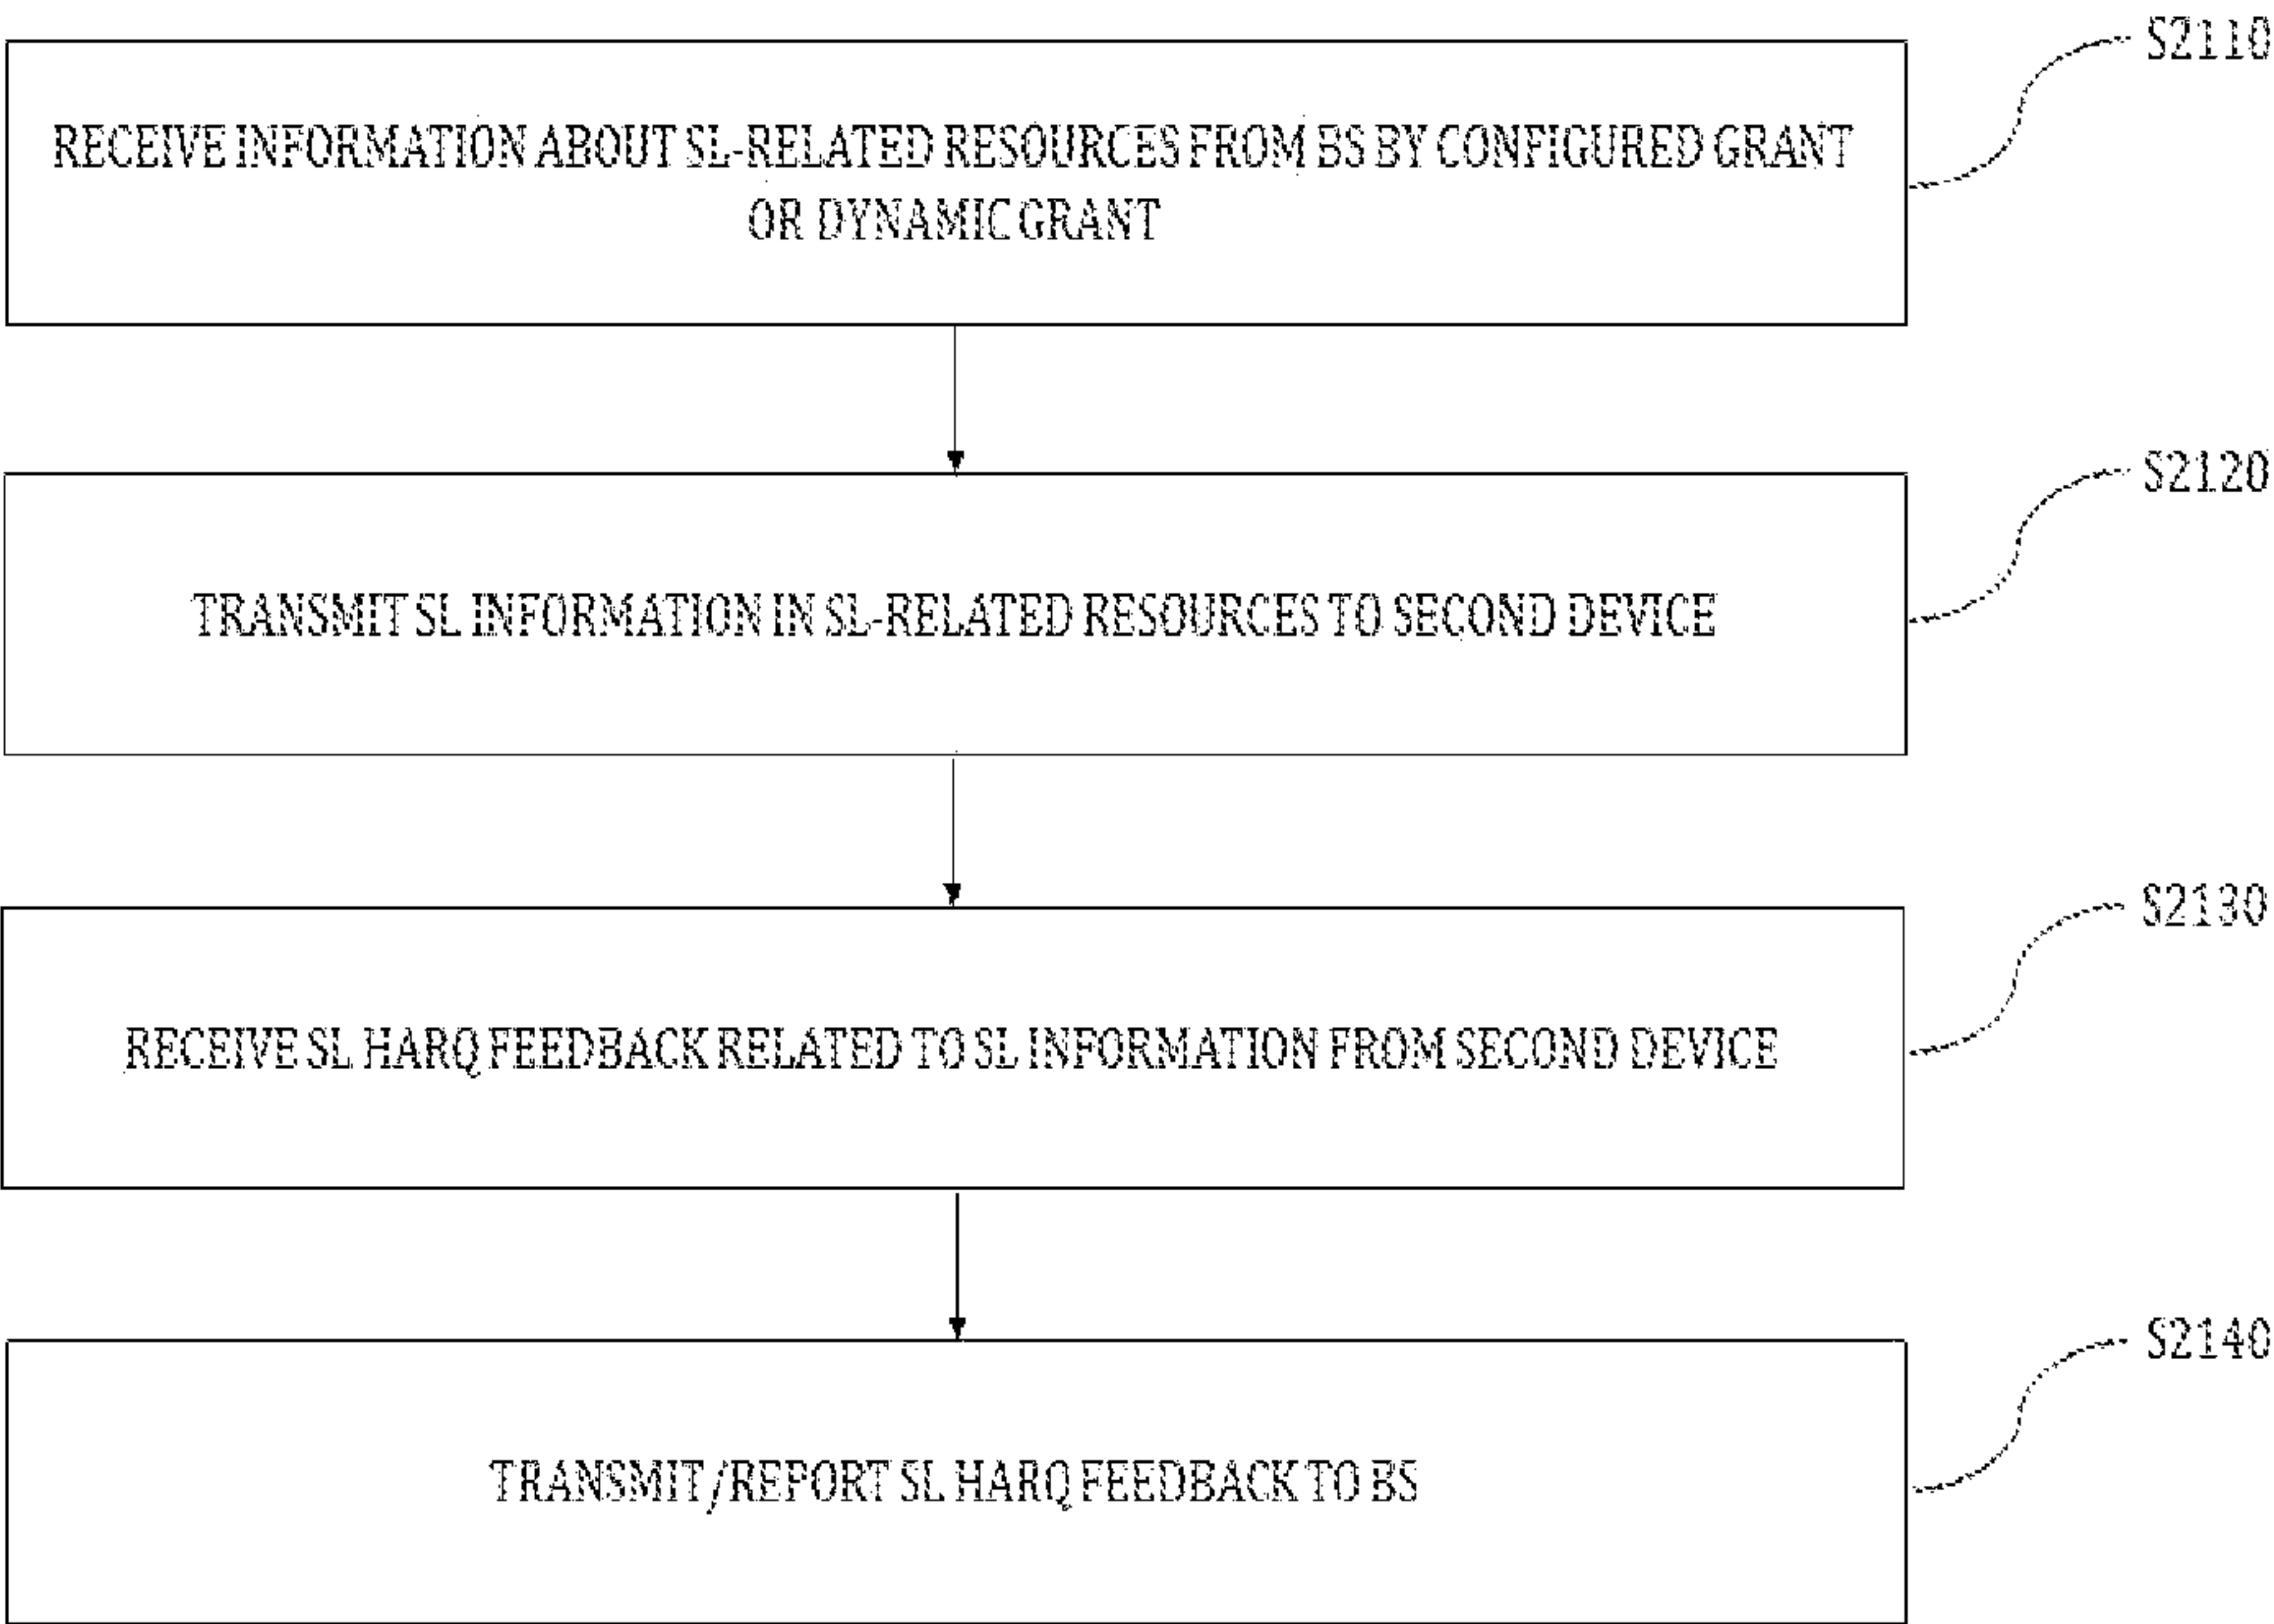 S2110
RECEIVE INFORMATION ABOUT SL-RELATED RESOURCES FROM BS BY CONFIGURED GRANT
OR DYNAMIC GRANT
S2120
TRANSMIT SL INFORMATION IN SL-RELATED RESOURCES TO SECOND DEVICE
S2130
RECEIVE SL HARQ FEEDBACK RELATED TO SL INFORMATION FROM SECOND DEVICE
S2140
TRANSMIT/REPORT SL HARQ FEEDBACK TO BS